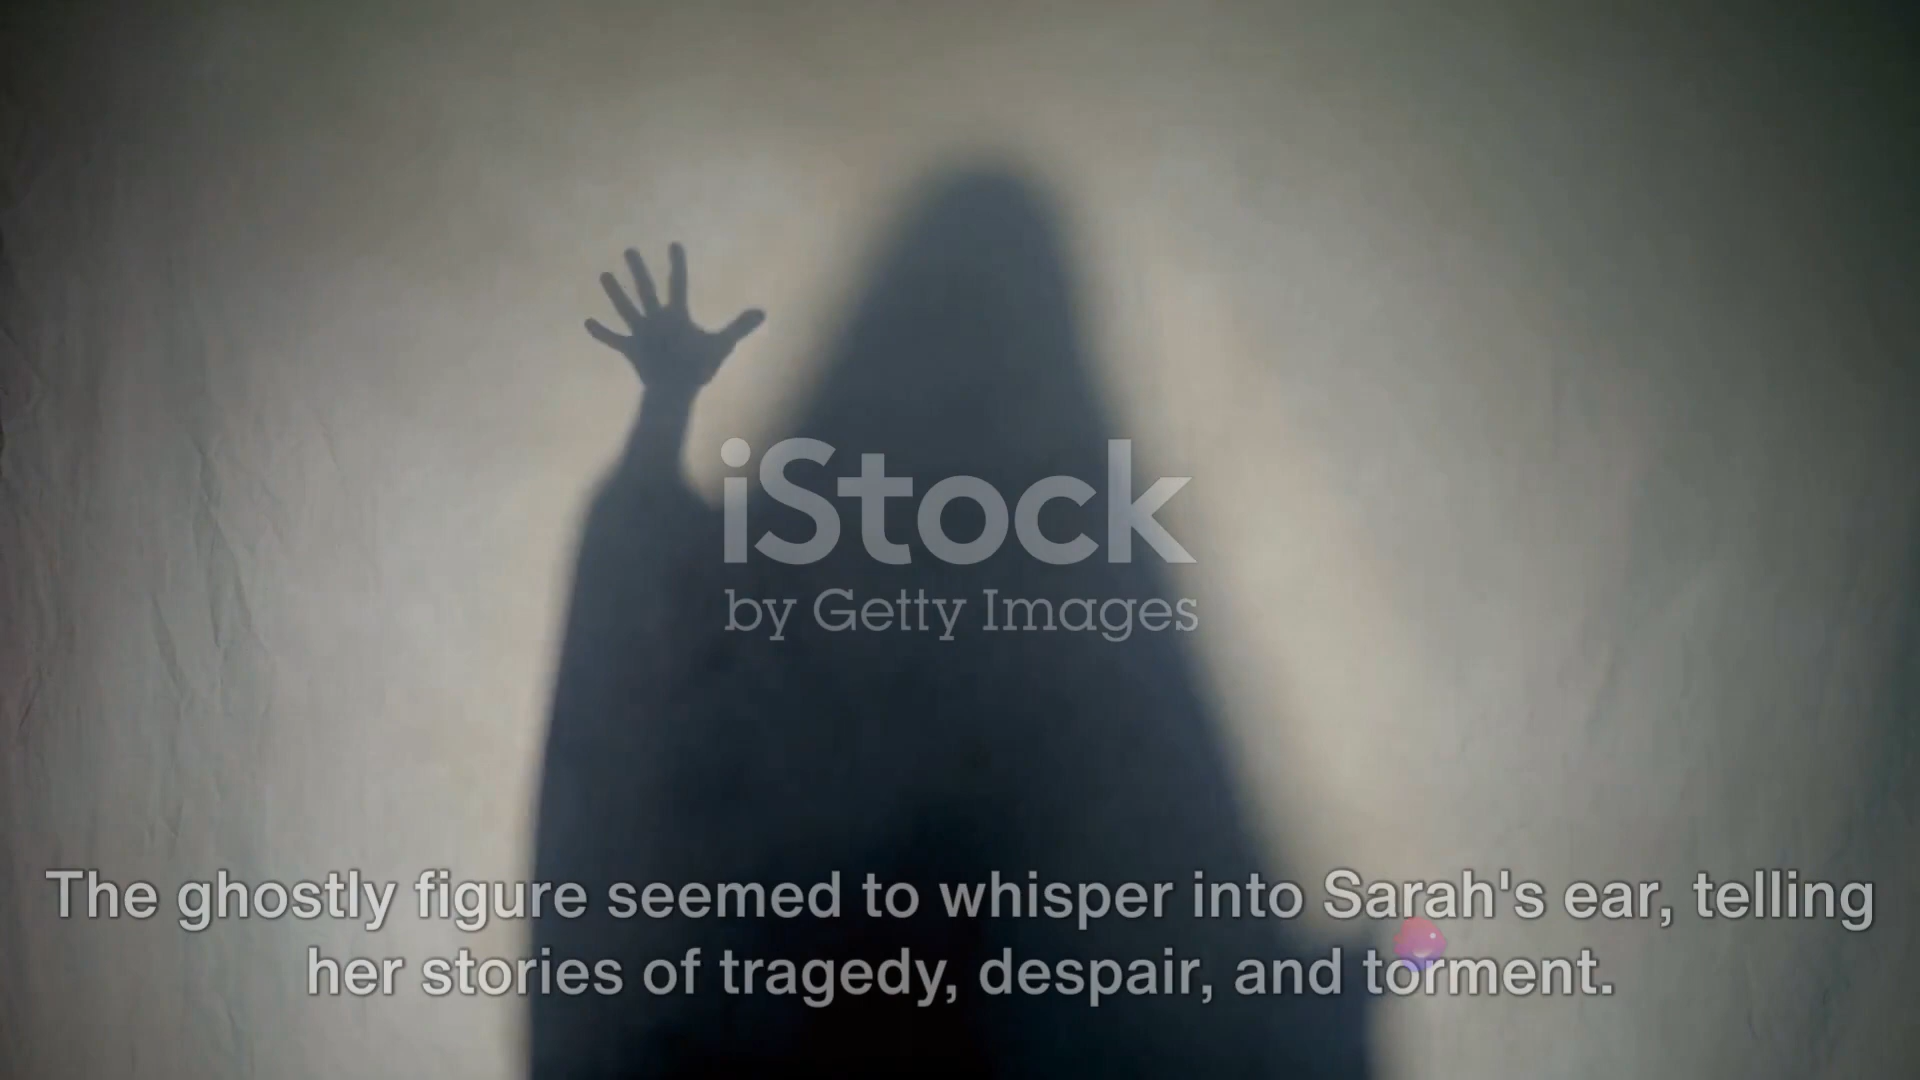 iStock
by Getty Images
The ghostly figure seemed to whisper into Sarah's ear, telling
her stories of tragedy, despair, and torment.